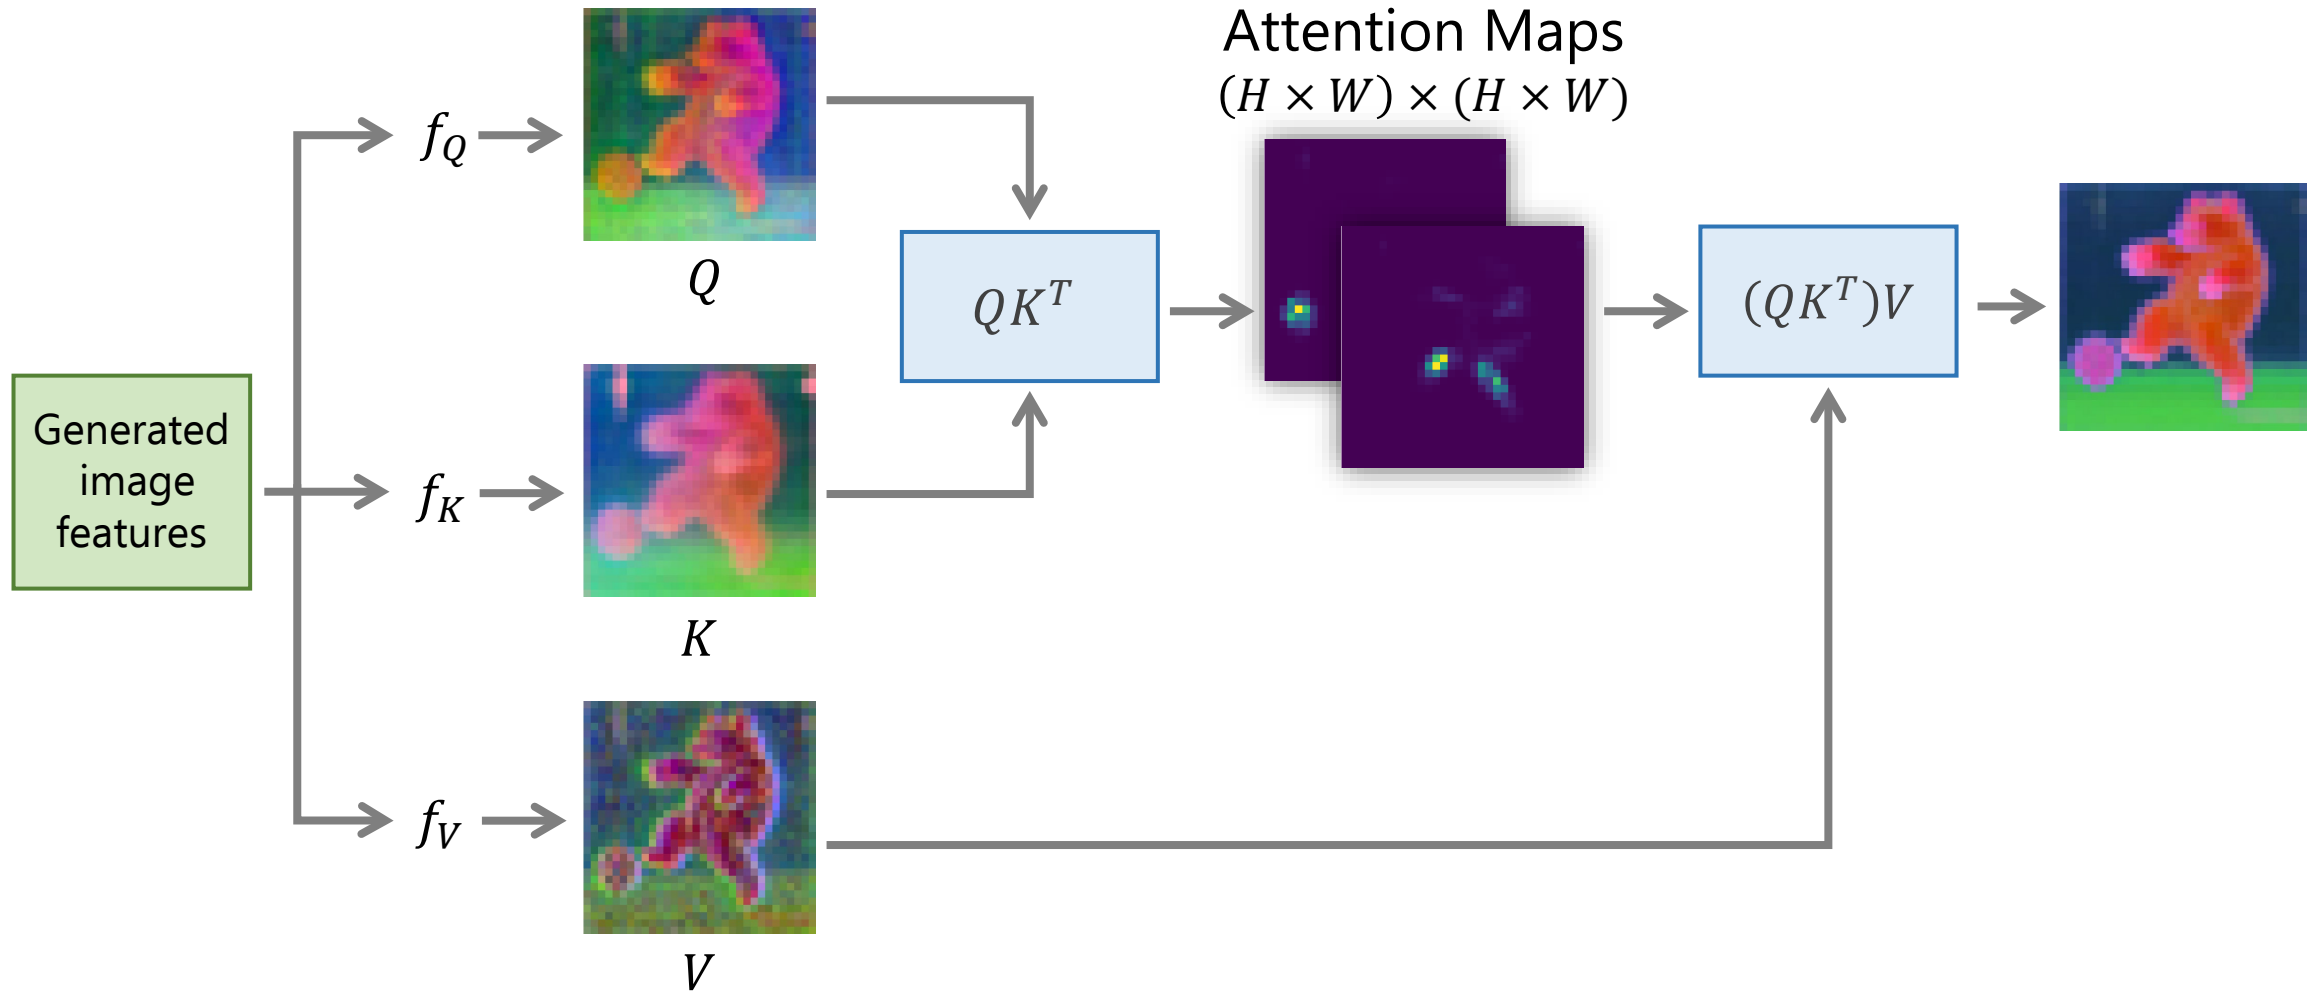 Attention Maps
(H × W) × (H × W)
f_Q
Q
QK^T
(QK^T)V
Generated
image
features
f_K
K
f_V
V